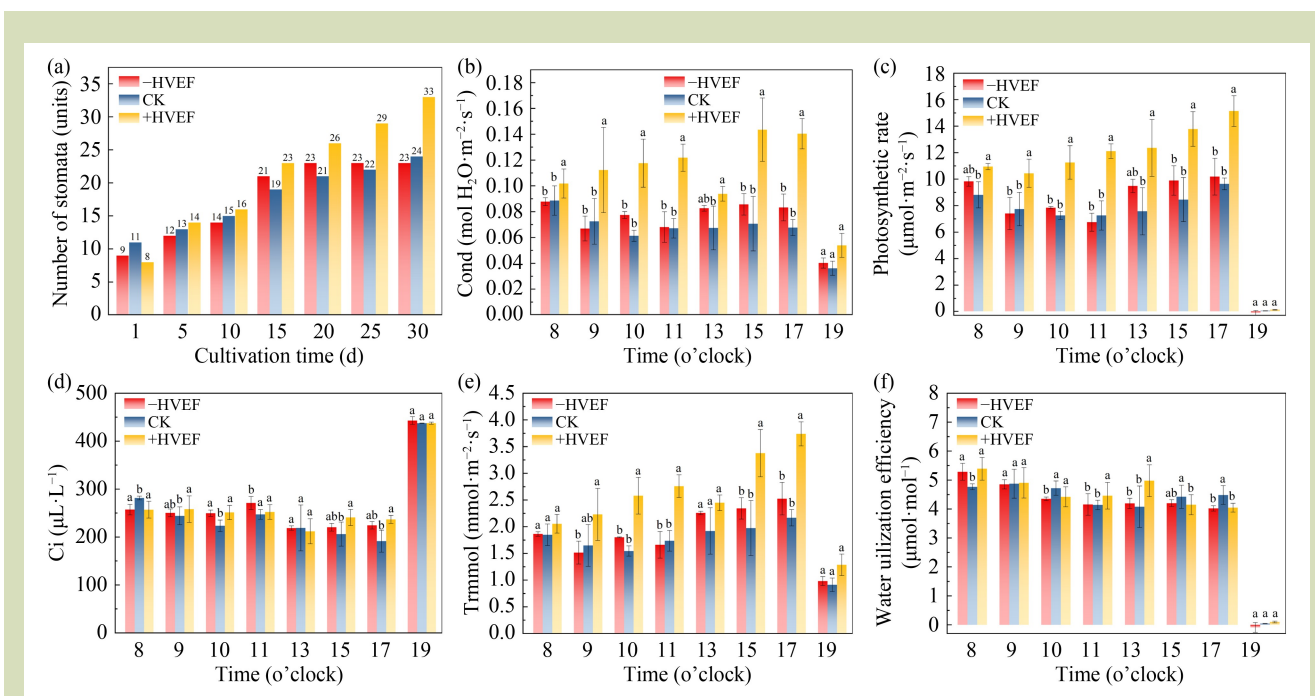 (a)
−HVEF
CK
+HVEF
Number of stomata (units)
35
30
25
20
15
10
5
0
9 11 8
12 13 14
14 15 16
21 19 23
23 21 26
23 22 29
23 24 33
1 5 10 15 20 25 30
Cultivation time (d)
(b)
−HVEF
CK
+HVEF
Cond (mol H₂O·m⁻²·s⁻¹)
0.18
0.16
0.14
0.12
0.10
0.08
0.06
0.04
0.02
0.00
b b a
b b a
b b a
b b a
ab b a
b b a
b b a
a a a
8 9 10 11 13 15 17 19
Time (o’clock)
(c)
−HVEF
CK
+HVEF
Photosynthetic rate
(μmol·m⁻²·s⁻¹)
18
16
14
12
10
8
6
4
2
0
ab b a
b b a
b b a
b b a
ab b a
b b a
b b a
a a a
8 9 10 11 13 15 17 19
Time (o’clock)
(d)
−HVEF
CK
+HVEF
Ci (μL·L⁻¹)
500
400
300
200
100
0
a b a
ab b a
a b a
b a a
a a a
ab b a
ab b a
a a a
8 9 10 11 13 15 17 19
Time (o’clock)
(e)
−HVEF
CK
+HVEF
Trmmol (mmol·m⁻²·s⁻¹)
4.5
4.0
3.5
3.0
2.5
2.0
1.5
1.0
0.5
0.0
a a a
b ab a
b b a
b b a
a a a
b b a
b b a
a a a
8 9 10 11 13 15 17 19
Time (o’clock)
(f)
−HVEF
CK
+HVEF
Water utilization efficiency
(μmol·mol⁻¹)
8
7
6
5
4
3
2
1
0
a b a
a a a
b a ab
b b a
b b a
ab a b
b a b
a a a
8 9 10 11 13 15 17 19
Time (o’clock)